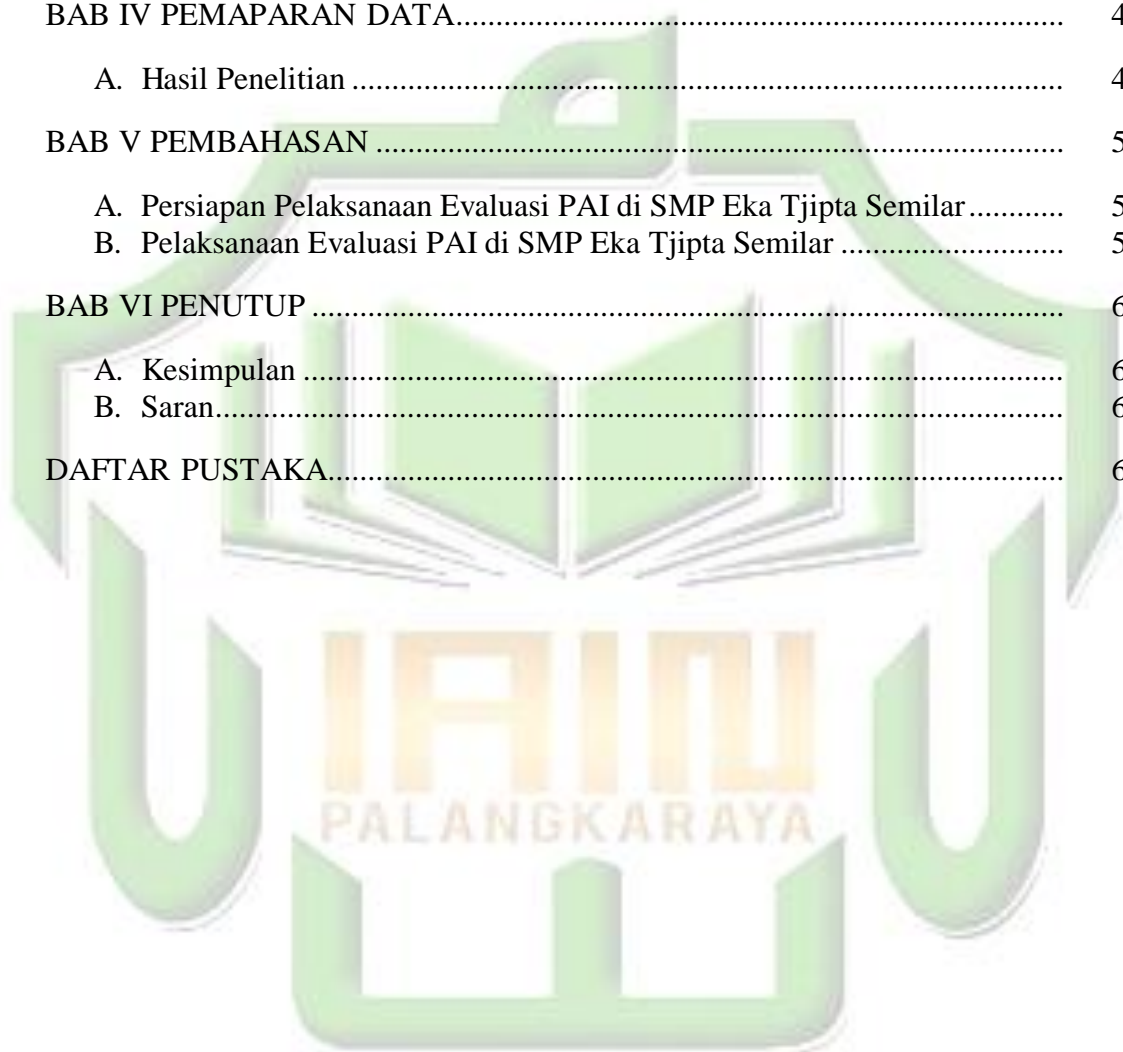 BAB IV PEMAPARAN DATA........................................................................... 4
A. Hasil Penelitian ........................................................................................ 4
BAB V PEMBAHASAN ..................................................................................... 5
A. Persiapan Pelaksanaan Evaluasi PAI di SMP Eka Tjipta Semilar............ 5
B. Pelaksanaan Evaluasi PAI di SMP Eka Tjipta Semilar ............................ 5
BAB VI PENUTUP ............................................................................................. 6
A. Kesimpulan .............................................................................................. 6
B. Saran......................................................................................................... 6
DAFTAR PUSTAKA........................................................................................... 6
IAIN
PALANGKARAYA